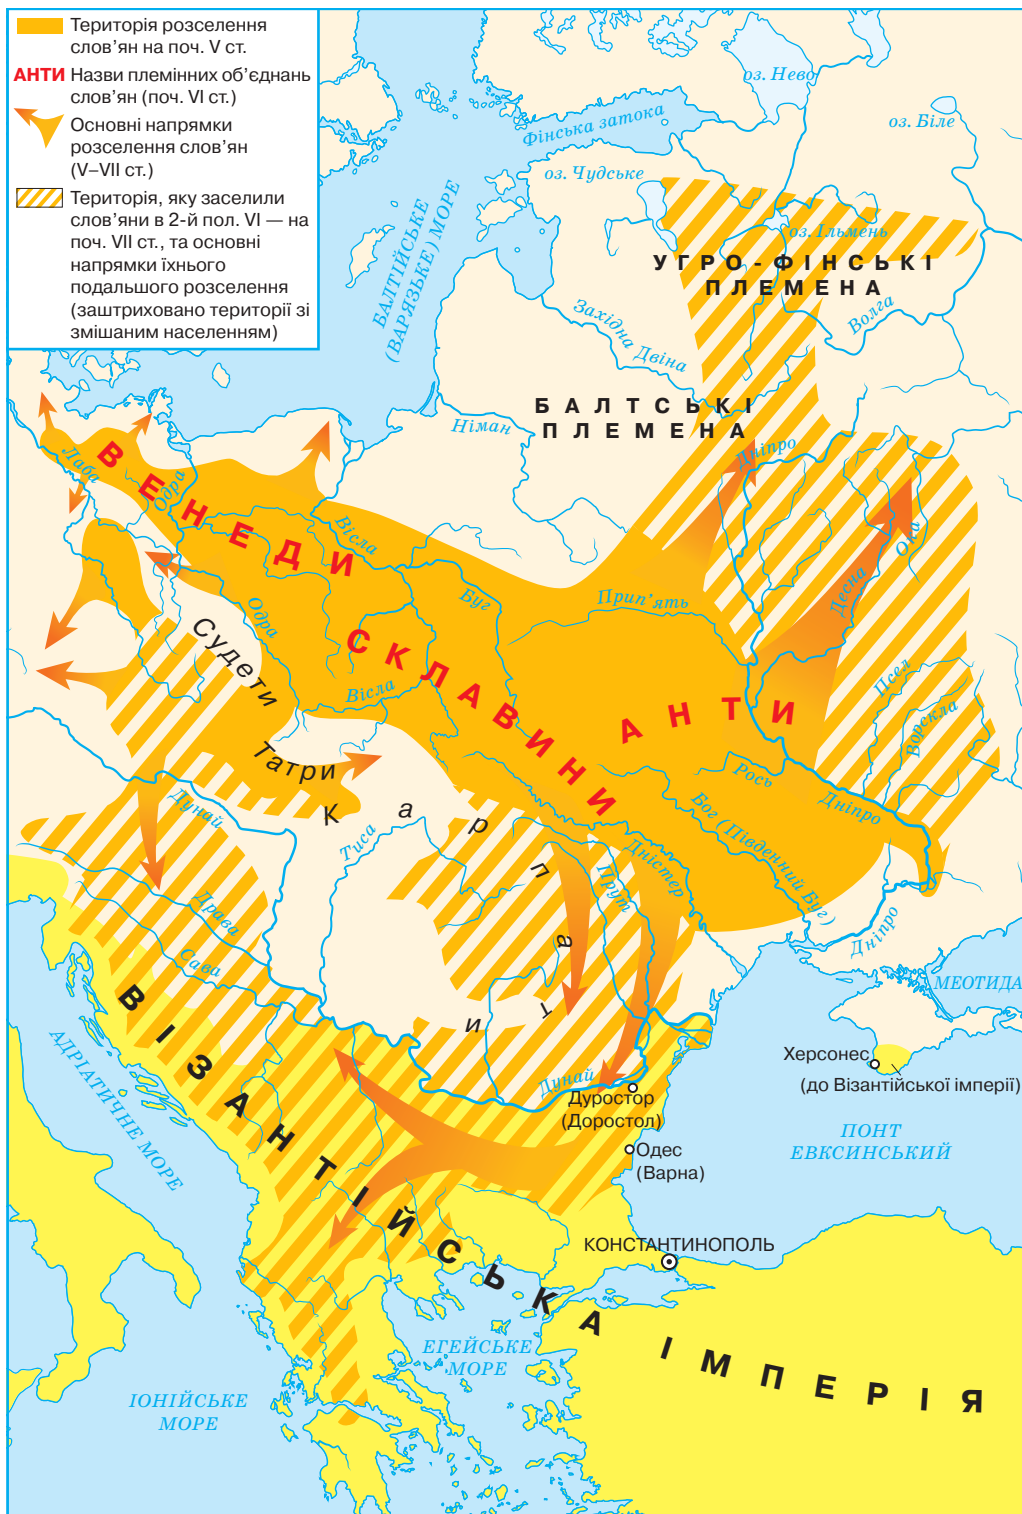 Територія розселення
слов’ян на поч. V ст.
АНТИ Назви племінних об’єднань
слов’ян (поч. VI ст.)
Основні напрямки
розселення слов’ян
(V–VII ст.)
Територія, яку заселили
слов’яни в 2-й пол. VI — на
поч. VII ст., та основні
напрямки їхнього
подальшого розселення
(заштриховано території зі
змішаним населенням)
оз. Нево
Фінська затока
оз. Біле
оз. Чудське
БАЛТІЙСЬКЕ
(ВАРЯЗЬКЕ) МОРЕ
оз. Ільмень
УГРО-ФІНСЬКІ
ПЛЕМЕНА
Волга
Західна Двіна
БАЛТСЬКІ
ПЛЕМЕНА
Німан
Дніпро
Лаба
Одра
ВЕНЕДИ
Вісла
Ока
Десна
Буг
Прип’ять
Одра
Судети
СКЛАВИНИ
Вісла
АНТИ
Псел
Ворскла
Татри
Рось
Дніпро
Бог (Південний Буг)
Карпати
Дунай
Тиса
Дністер
Прут
Драва
Сава
Дніпро
МЕОТИДА
Херсонес
(до Візантійської імперії)
АДРІАТИЧНЕ МОРЕ
Дунай
Дуростор
(Доростол)
ПОНТ
ЕВКСИНСЬКИЙ
Одес
(Варна)
ВІЗАНТІЙСЬКА ІМПЕРІЯ
КОНСТАНТИНОПОЛЬ
ЕГЕЙСЬКЕ
МОРЕ
ІОНІЙСЬКЕ
МОРЕ